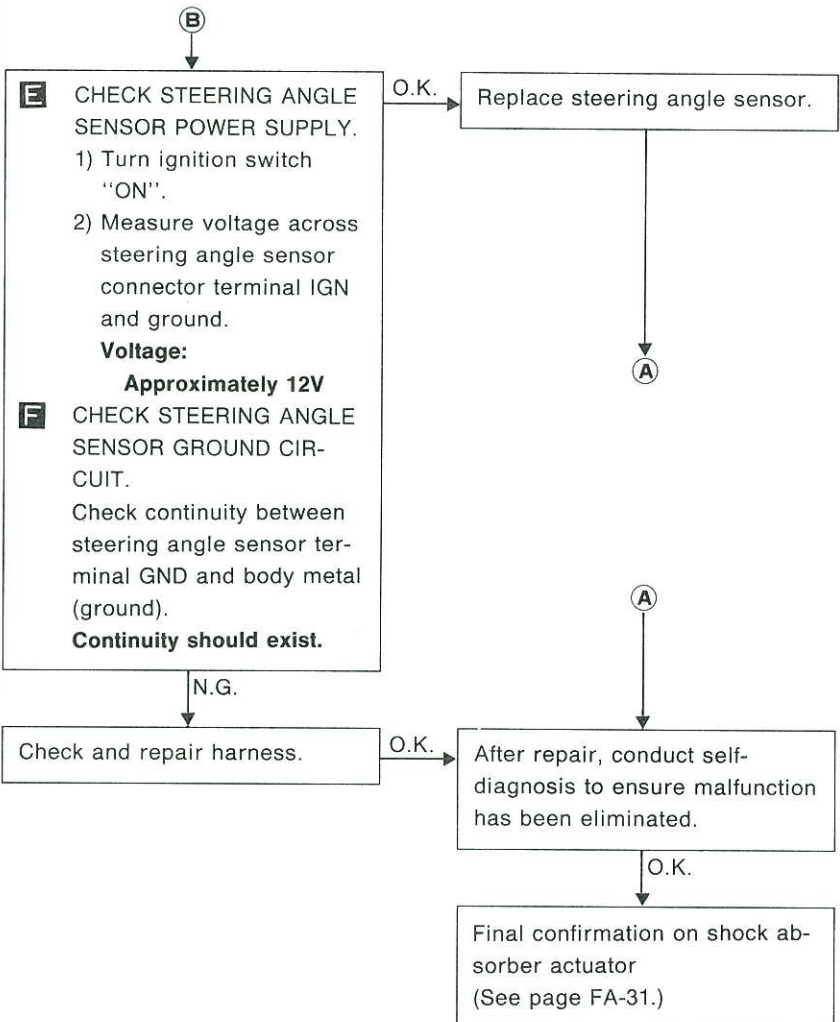 B
E CHECK STEERING ANGLE
SENSOR POWER SUPPLY.
1) Turn ignition switch
"ON".
2) Measure voltage across
steering angle sensor
connector terminal IGN
and ground.
Voltage:
Approximately 12V
F CHECK STEERING ANGLE
SENSOR GROUND CIR-
CUIT.
Check continuity between
steering angle sensor ter-
minal GND and body metal
(ground).
Continuity should exist.
O.K.
Replace steering angle sensor.
A
N.G.
Check and repair harness.
O.K.
A
After repair, conduct self-
diagnosis to ensure malfunction
has been eliminated.
O.K.
Final confirmation on shock ab-
sorber actuator
(See page FA-31.)